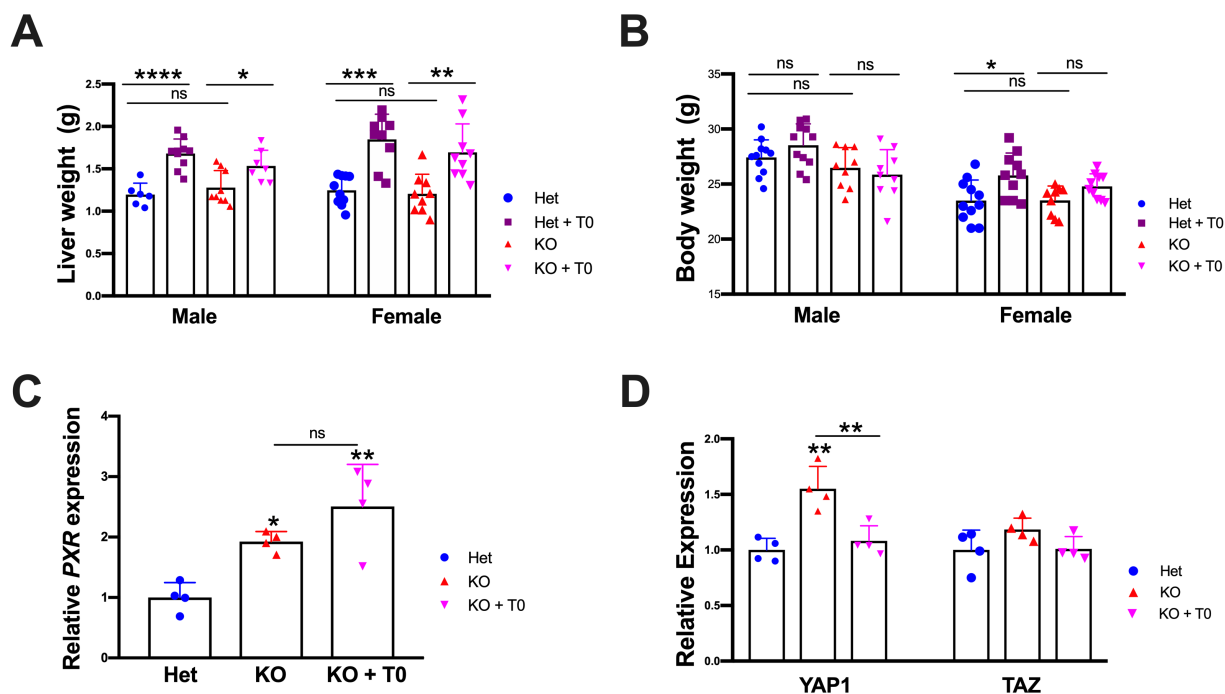 A
Liver weight (g)
2.5
2.0
1.5
1.0
0.5
0.0
**** * *** **
ns ns
Male Female
Het
Het + T0
KO
KO + T0
B
Body weight (g)
35
30
25
20
15
ns ns * ns
ns ns
Male Female
Het
Het + T0
KO
KO + T0
C
Relative PXR expression
4
3
2
1
0
ns
*
**
Het KO KO + T0
Het
KO
KO + T0
D
Relative Expression
2.0
1.5
1.0
0.5
0.0
**
**
YAP1 TAZ
Het
KO
KO + T0